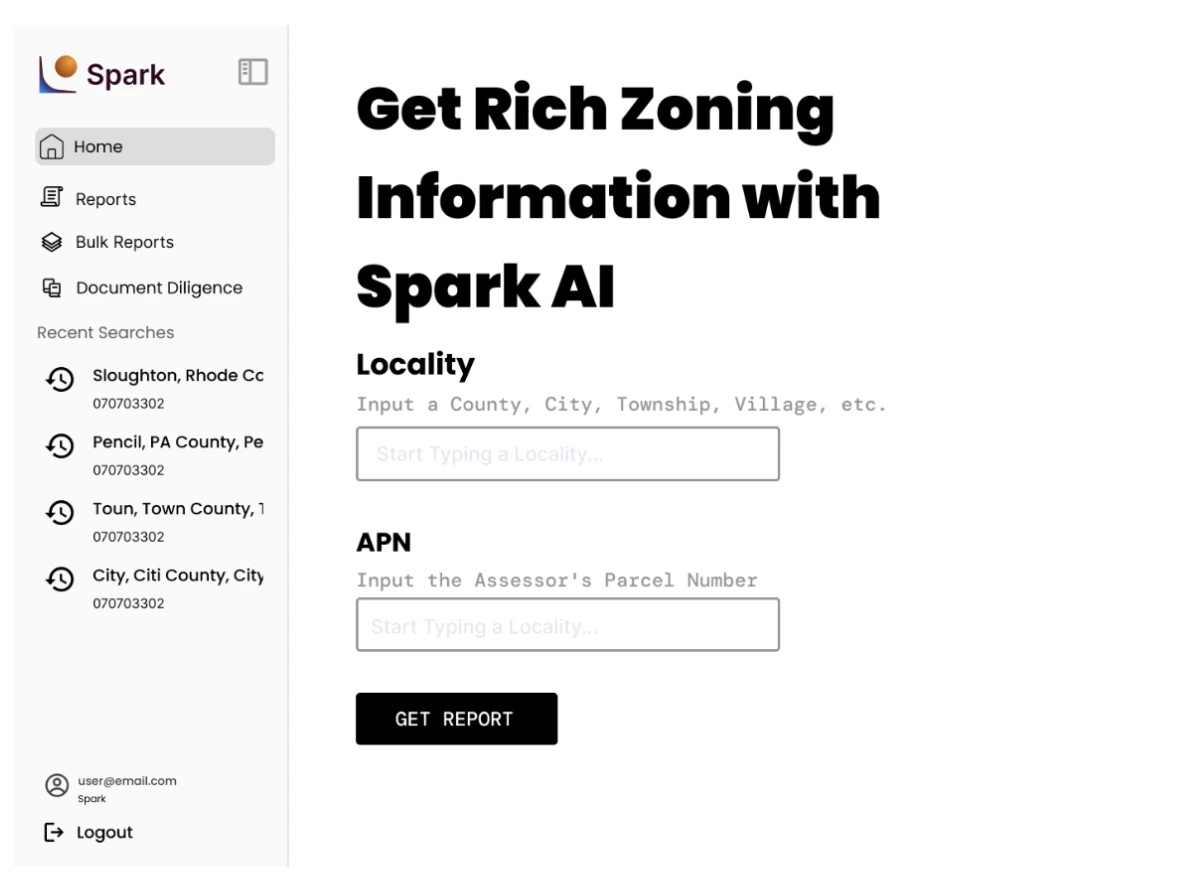 Spark
Home
Reports
Bulk Reports
Document Diligence
Recent Searches
Sloughton, Rhode Co
070703302
Pencil, PA County, Pe
070703302
Toun, Town County, T
070703302
City, Citi County, City
070703302
user@email.com
Spark
Logout
Get Rich Zoning
Information with
Spark AI
Locality
Input a County, City, Township, Village, etc.
Start Typing a Locality...
APN
Input the Assessor's Parcel Number
Start Typing a Locality...
GET REPORT